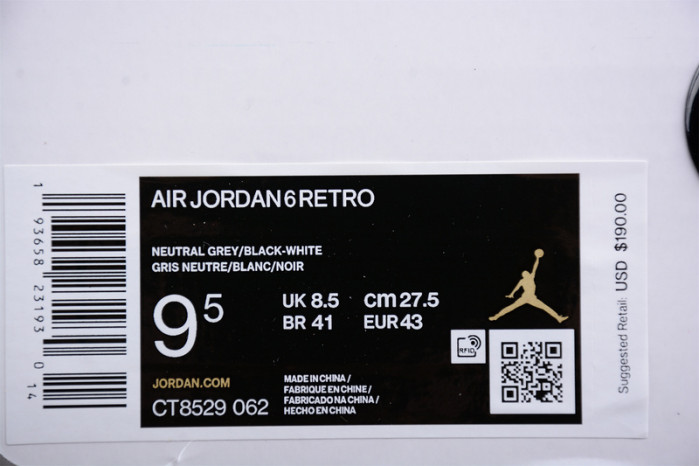 AIR JORDAN 6 RETRO
NEUTRAL GREY/BLACK-WHITE
GRIS NEUTRE/BLANC/NOIR
9 5
UK 8.5 cm 27.5
BR 41 EUR 43
RFID
JORDAN.COM
CT8529 062
MADE IN CHINA /
FABRIQUE EN CHINE /
FABRICADO NA CHINA /
HECHO EN CHINA
1 93658 23193 0 14
Suggested Retail: USD $190.00